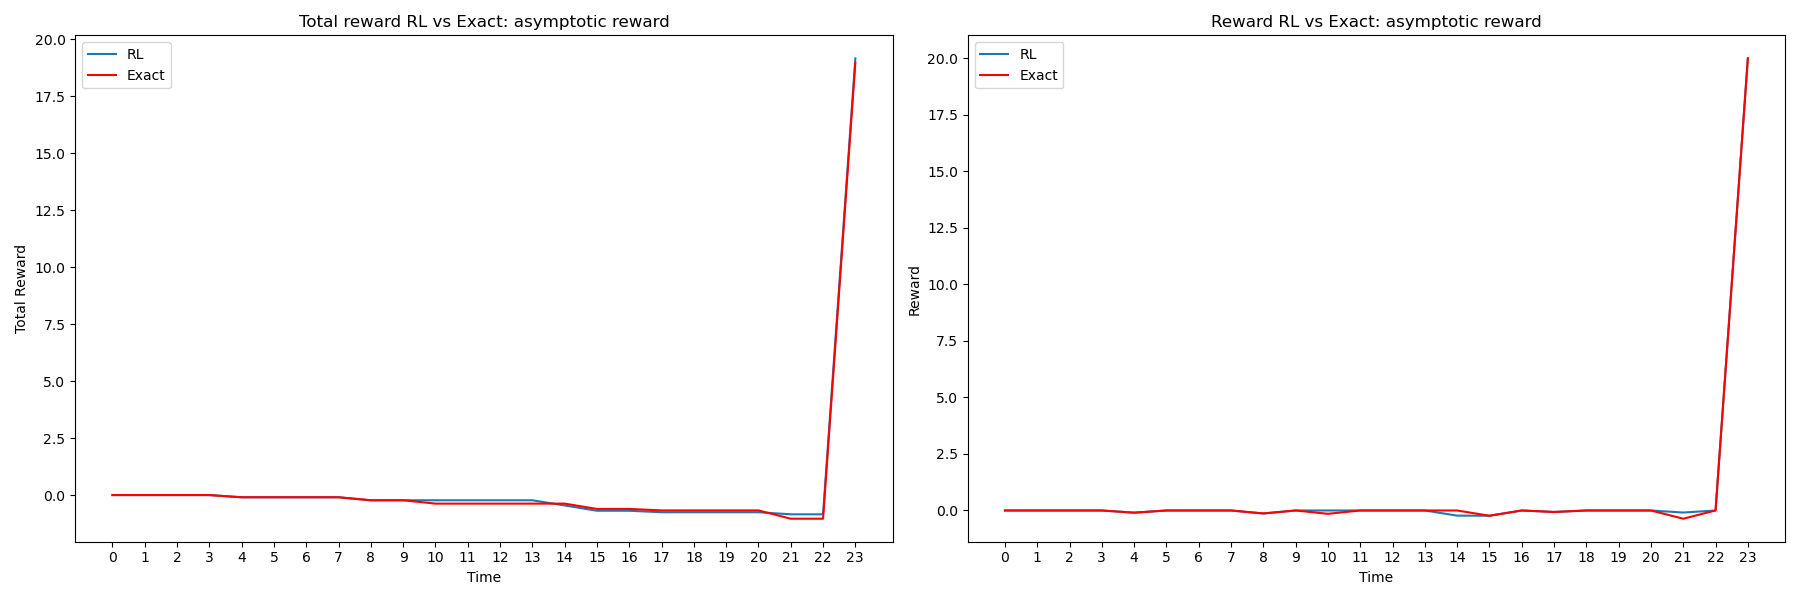 Total reward RL vs Exact: asymptotic reward
RL
Exact
Total Reward
20.0
17.5
15.0
12.5
10.0
7.5
5.0
2.5
0.0
0 1 2 3 4 5 6 7 8 9 10 11 12 13 14 15 16 17 18 19 20 21 22 23
Time
Reward RL vs Exact: asymptotic reward
RL
Exact
Reward
20.0
17.5
15.0
12.5
10.0
7.5
5.0
2.5
0.0
0 1 2 3 4 5 6 7 8 9 10 11 12 13 14 15 16 17 18 19 20 21 22 23
Time